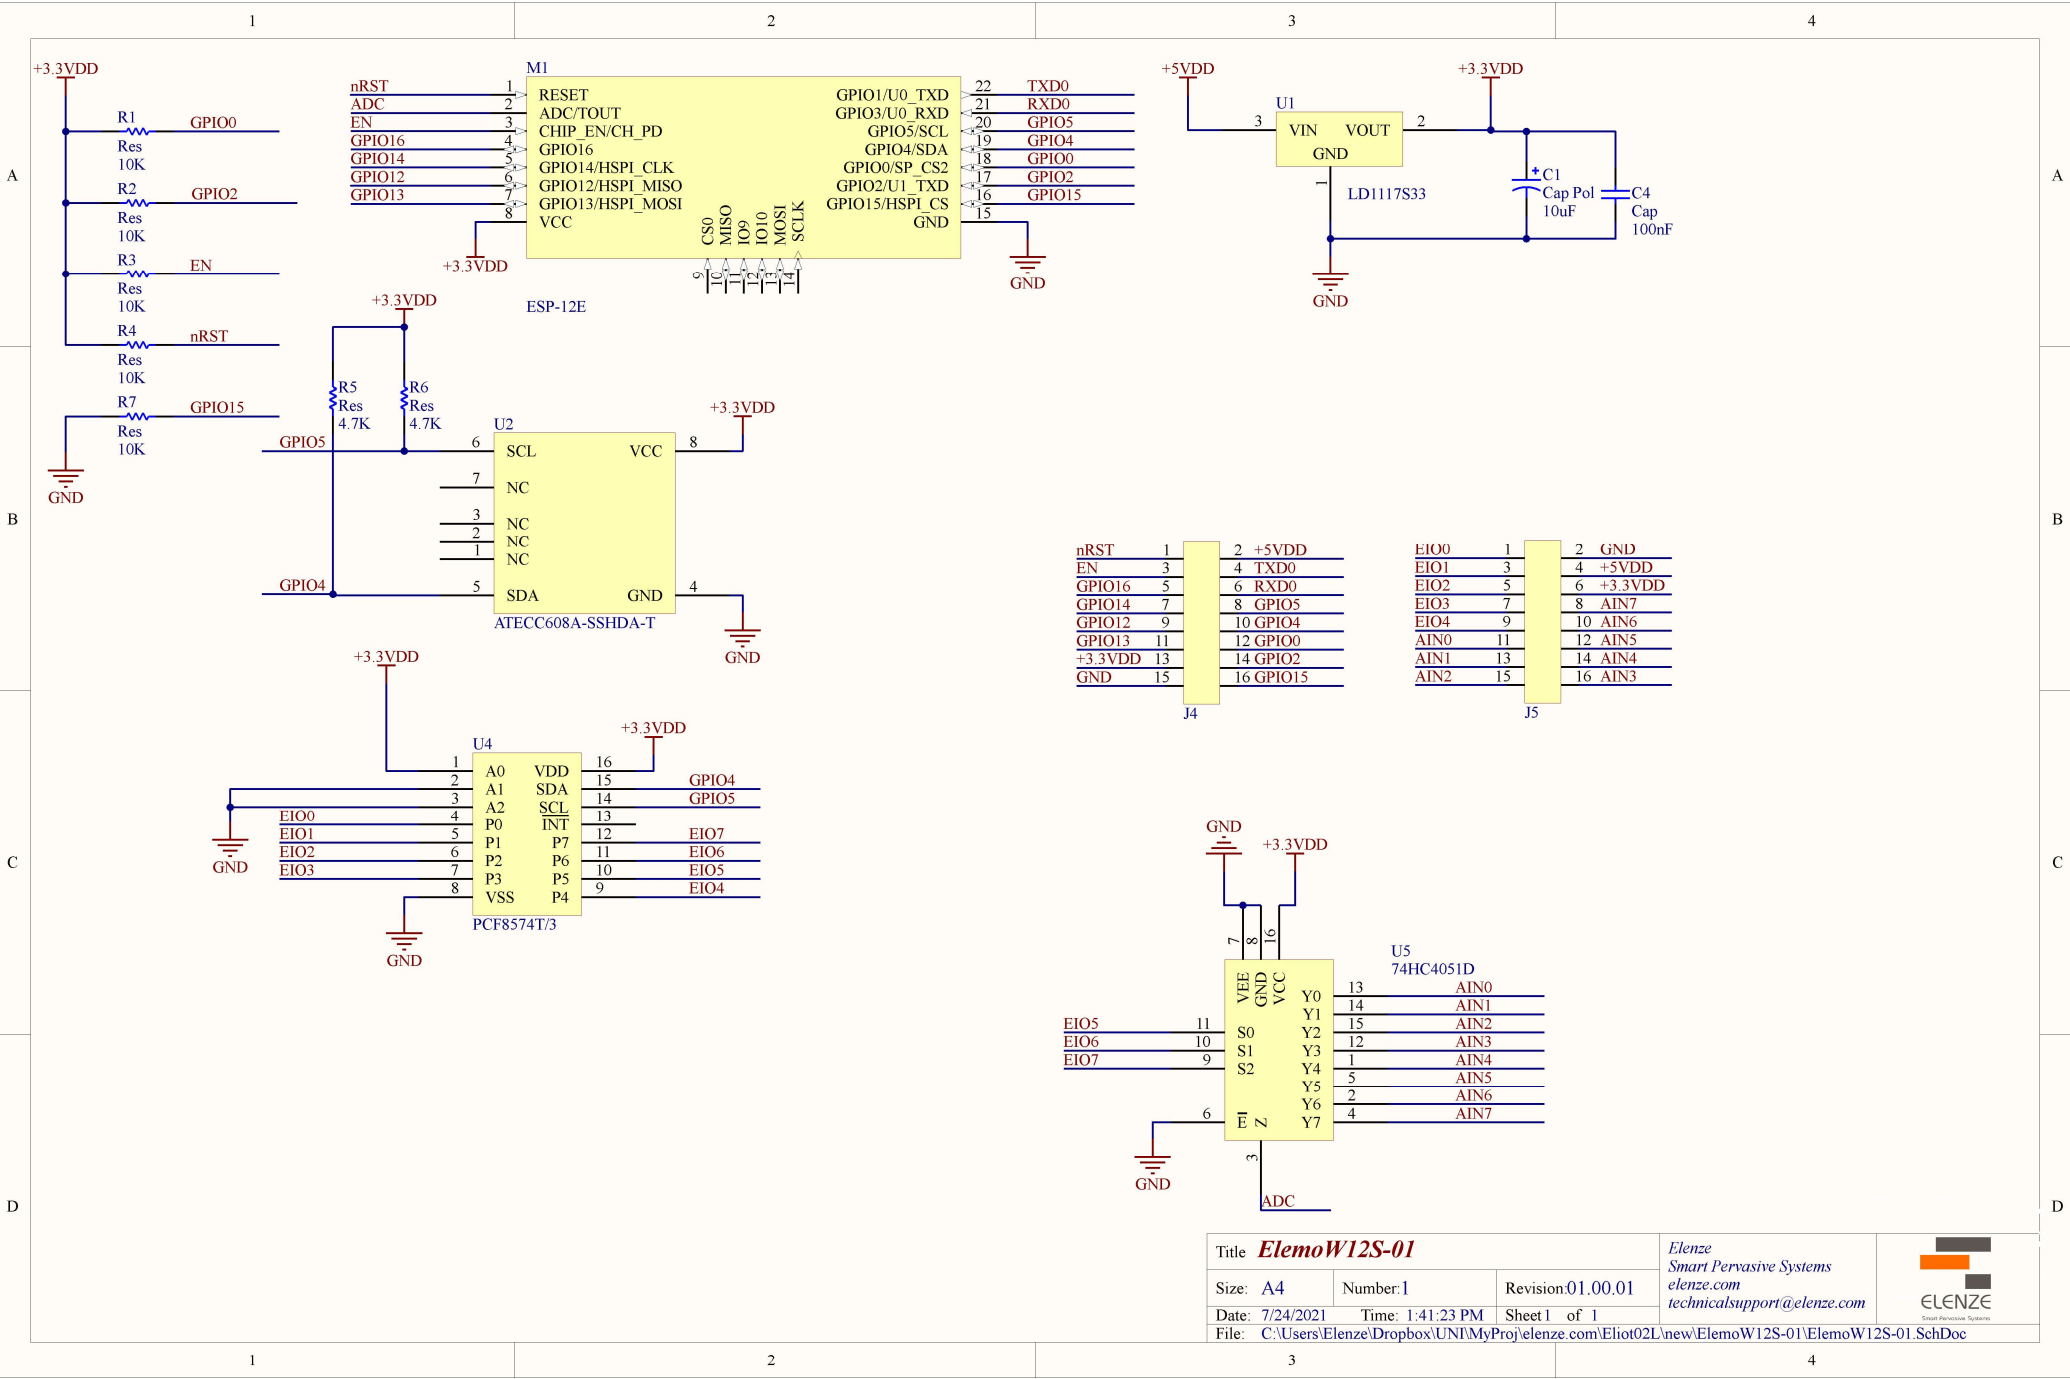 1 2 3 4
A A
B B
C C
D D
+3.3VDD
R1 GPIO0
Res
10K
R2 GPIO2
Res
10K
R3 EN
Res
10K
R4 nRST
Res
10K
R7 GPIO15
Res
10K
GND
M1
nRST 1 RESET GPIO1/U0_TXD 22 TXD0
ADC 2 ADC/TOUT GPIO3/U0_RXD 21 RXD0
EN 3 CHIP_EN/CH_PD GPIO5/SCL 20 GPIO5
GPIO16 4 GPIO16 GPIO4/SDA 19 GPIO4
GPIO14 5 GPIO14/HSPI_CLK GPIO0/SP_CS2 18 GPIO0
GPIO12 6 GPIO12/HSPI_MISO GPIO2/U1_TXD 17 GPIO2
GPIO13 7 GPIO13/HSPI_MOSI GPIO15/HSPI_CS 16 GPIO15
8 VCC GND 15
CS0 MISO IO9 IO10 MOSI SCLK
9 10 11 12 13 14
+3.3VDD
GND
ESP-12E
+5VDD +3.3VDD
U1
3 VIN VOUT 2
GND
1
LD1117S33
C1
Cap Pol
10uF
C4
Cap
100nF
GND
+3.3VDD
R5
Res
4.7K
R6
Res
4.7K
U2
+3.3VDD
GPIO5 6 SCL VCC 8
7 NC
3 NC
2 NC
1 NC
GPIO4 5 SDA GND 4
ATECC608A-SSHDA-T
GND
nRST 1 2 +5VDD
EN 3 4 TXD0
GPIO16 5 6 RXD0
GPIO14 7 8 GPIO5
GPIO12 9 10 GPIO4
GPIO13 11 12 GPIO0
+3.3VDD 13 14 GPIO2
GND 15 16 GPIO15
J4
EIO0 1 2 GND
EIO1 3 4 +5VDD
EIO2 5 6 +3.3VDD
EIO3 7 8 AIN7
EIO4 9 10 AIN6
AIN0 11 12 AIN5
AIN1 13 14 AIN4
AIN2 15 16 AIN3
J5
+3.3VDD
+3.3VDD
U4
1 A0 VDD 16
2 A1 SDA 15 GPIO4
3 A2 SCL 14 GPIO5
EIO0 4 P0 INT 13
EIO1 5 P1 P7 12 EIO7
EIO2 6 P2 P6 11 EIO6
EIO3 7 P3 P5 10 EIO5
8 VSS P4 9 EIO4
GND
PCF8574T/3
GND
GND
+3.3VDD
7 8 16
VEE GND VCC
U5
74HC4051D
Y0 13 AIN0
Y1 14 AIN1
EIO5 11 S0 Y2 15 AIN2
EIO6 10 S1 Y3 12 AIN3
EIO7 9 S2 Y4 1 AIN4
Y5 5 AIN5
Y6 2 AIN6
6 E Z Y7 4 AIN7
3
GND
ADC
Title ElemoW12S-01
Size: A4 Number:1 Revision:01.00.01
Date: 7/24/2021 Time: 1:41:23 PM Sheet1 of 1
File: C:\Users\Elenze\Dropbox\UNI\MyProj\elenze.com\Eliot02L\new\ElemoW12S-01\ElemoW12S-01.SchDoc
Elenze
Smart Pervasive Systems
elenze.com
technicalsupport@elenze.com
ELENZE
Smart Pervasive Systems
1 2 3 4